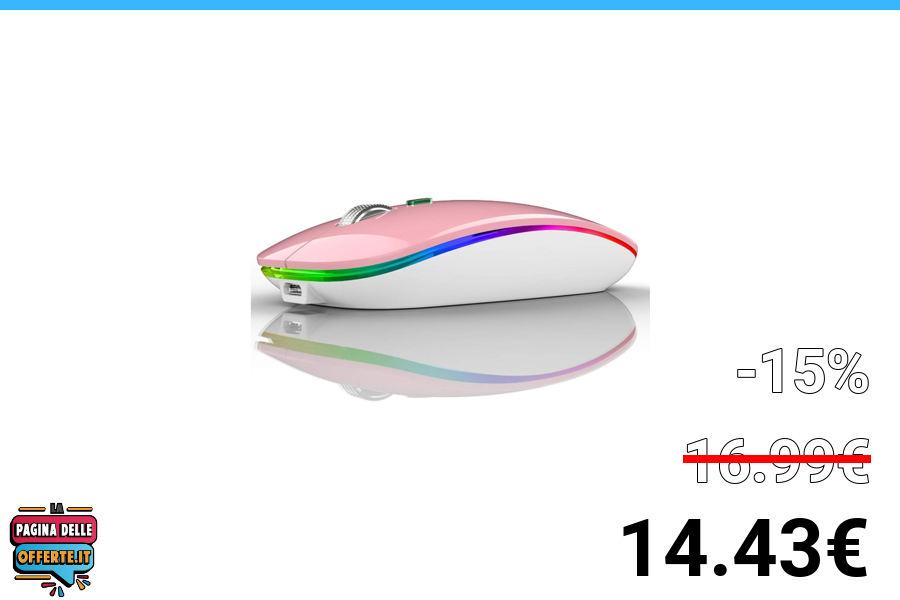 -15%
16.99€
14.43€
LA
PAGINA DELLE
OFFERTE.IT